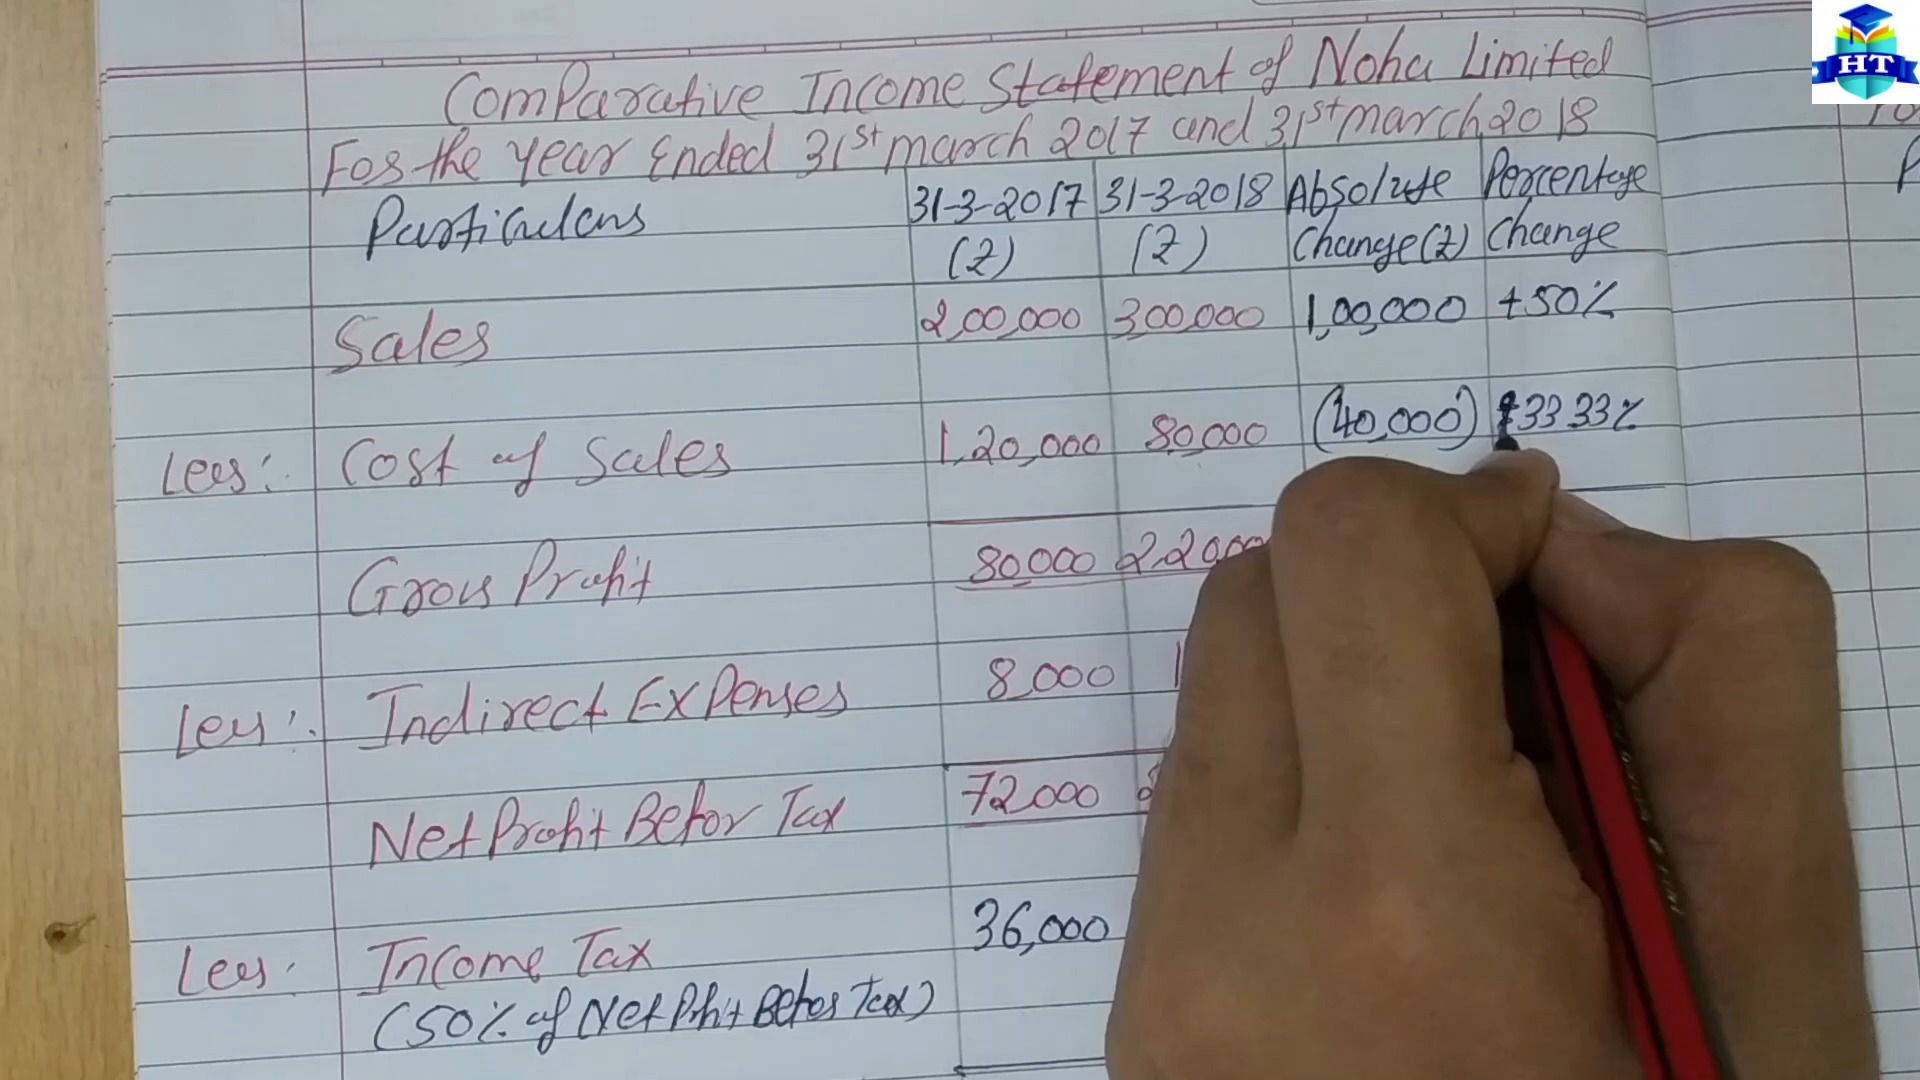 HT
Comparative Income Statement of Noha Limited
For the year Ended 31st march 2017 and 31st march, 2018
Particulars 31-3-2017 31-3-2018 Absolute Percentage
(₹) (₹) Change(₹) Change
Sales 2,00,000 3,00,000 1,00,000 +50%
Less: Cost of Sales 1,20,000 80,000 (40,000) 33.33%
Gross Profit 80,000
Less: Indirect Expenses 8,000
Net Profit Befor Tax 72000
Less: Income Tax 36,000
(50% of Net Profit Before Tax)